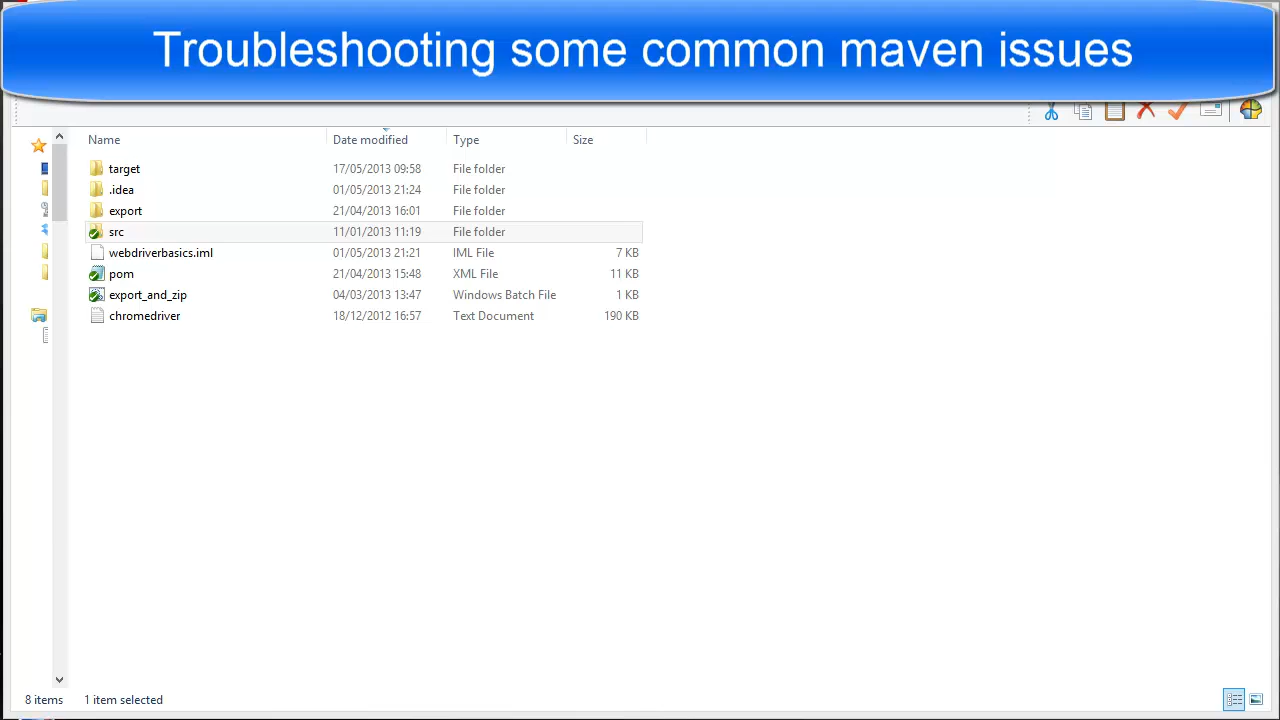 Troubleshooting some common maven issues
Name Date modified Type Size
target 17/05/2013 09:58 File folder
.idea 01/05/2013 21:24 File folder
export 21/04/2013 16:01 File folder
src 11/01/2013 11:19 File folder
webdriverbasics.iml 01/05/2013 21:21 IML File 7 KB
pom 21/04/2013 15:48 XML File 11 KB
export_and_zip 04/03/2013 13:47 Windows Batch File 1 KB
chromedriver 18/12/2012 16:57 Text Document 190 KB
8 items 1 item selected